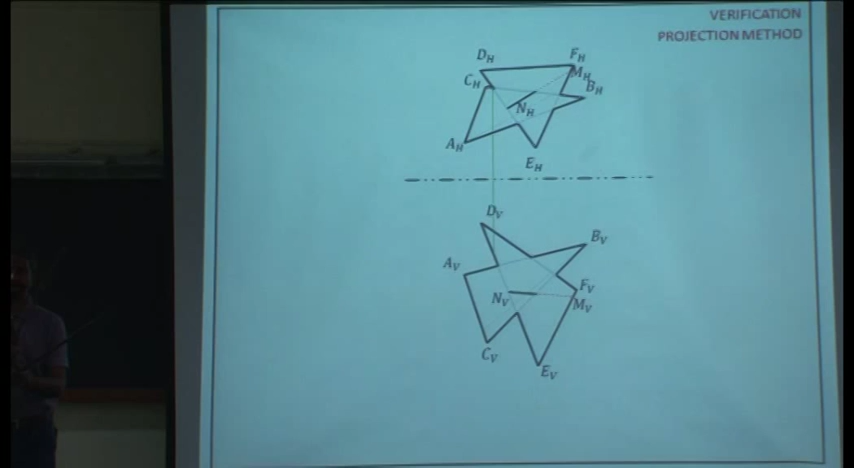 VERIFICATION
PROJECTION METHOD
D_H
F_H
M_H
C_H
B_H
N_H
A_H
E_H
D_V
B_V
A_V
F_V
N_V
M_V
C_V
E_V